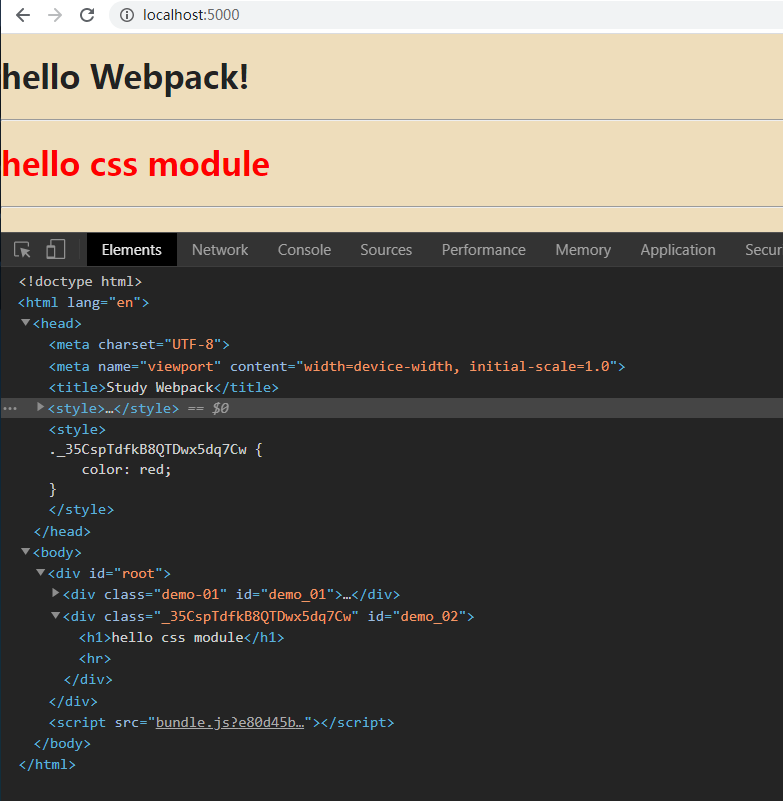 localhost:5000
hello Webpack!
hello css module
Elements Network Console Sources Performance Memory Application Secur
<!doctype html>
<html lang="en">
<head>
<meta charset="UTF-8">
<meta name="viewport" content="width=device-width, initial-scale=1.0">
<title>Study Webpack</title>
<style>…</style> == $0
<style>
._35CspTdfkB8QTDwx5dq7Cw {
color: red;
}
</style>
</head>
<body>
<div id="root">
<div class="demo-01" id="demo_01">…</div>
<div class="_35CspTdfkB8QTDwx5dq7Cw" id="demo_02">
<h1>hello css module</h1>
<hr>
</div>
</div>
<script src="bundle.js?e80d45b…"></script>
</body>
</html>